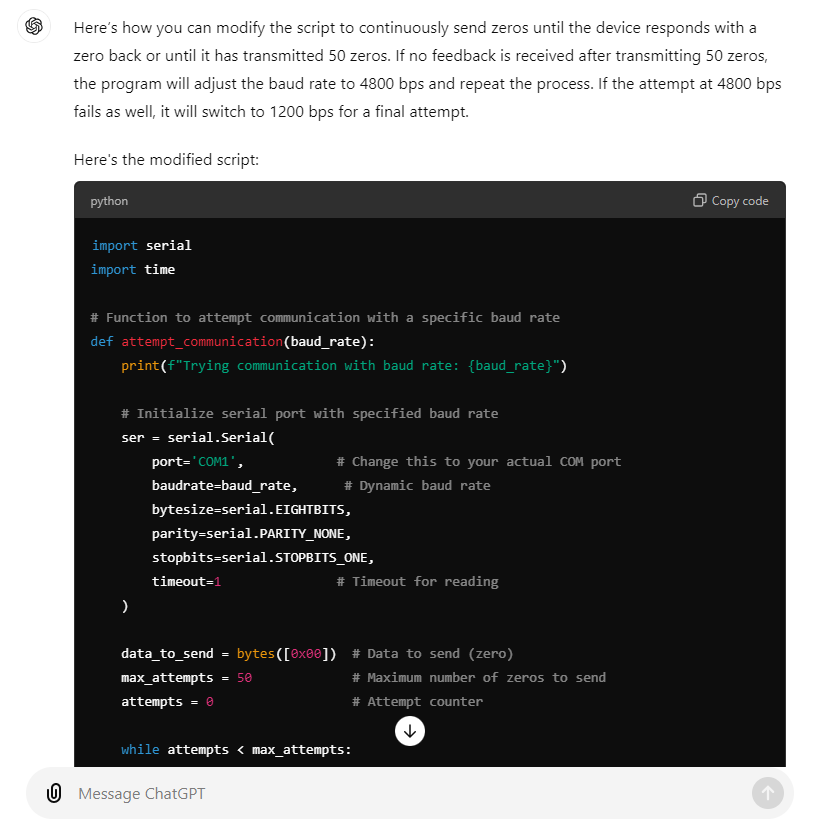 Here's how you can modify the script to continuously send zeros until the device responds with a
zero back or until it has transmitted 50 zeros. If no feedback is received after transmitting 50 zeros,
the program will adjust the baud rate to 4800 bps and repeat the process. If the attempt at 4800 bps
fails as well, it will switch to 1200 bps for a final attempt.
Here's the modified script:
python Copy code
import serial
import time
# Function to attempt communication with a specific baud rate
def attempt_communication(baud_rate):
    print(f"Trying communication with baud rate: {baud_rate}")
    # Initialize serial port with specified baud rate
    ser = serial.Serial(
        port='COM1',            # Change this to your actual COM port
        baudrate=baud_rate,      # Dynamic baud rate
        bytesize=serial.EIGHTBITS,
        parity=serial.PARITY_NONE,
        stopbits=serial.STOPBITS_ONE,
        timeout=1               # Timeout for reading
    )
    data_to_send = bytes([0x00])  # Data to send (zero)
    max_attempts = 50             # Maximum number of zeros to send
    attempts = 0                  # Attempt counter
    while attempts < max_attempts:
Message ChatGPT